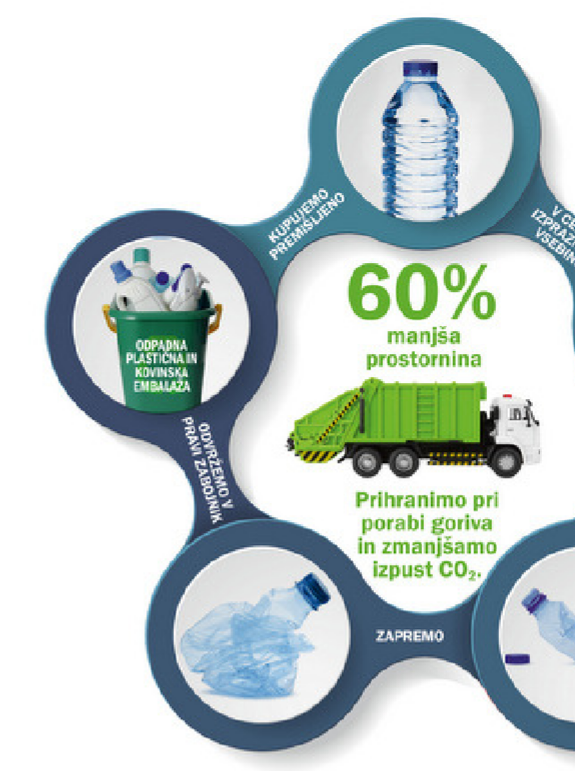 KUPUJEMO
PREMIŠLJENO
60%
manjša
prostornina
ODPADNA
PLASTIČNA IN
KOVINSKA
EMBALAŽA
ODVRŽEMO V
PRAVI ZABOJNIK
Prihranimo pri
porabi goriva
in zmanjšamo
izpust CO₂.
ZAPREMO